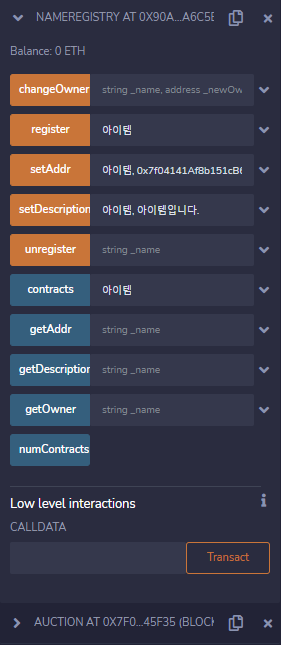 NAMEREGISTRY AT 0X90A...A6C5E
Balance: 0 ETH
changeOwner string _name, address _newOw
register 아이템
setAddr 아이템, 0x7f04141Af8b151cB6
setDescription 아이템, 아이템입니다.
unregister string _name
contracts 아이템
getAddr string _name
getDescription string _name
getOwner string _name
numContracts
Low level interactions
CALLDATA
Transact
AUCTION AT 0X7F0...45F35 (BLOCK